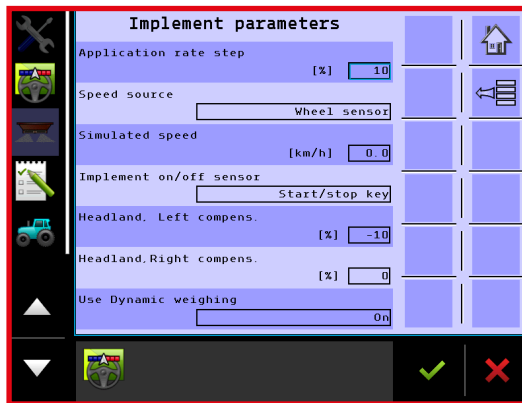 Implement parameters
Application rate step
[%] 10
Speed source
Wheel sensor
Simulated speed
[km/h] 0.0
Implement on/off sensor
Start/stop key
Headland, Left compens.
[%] -10
Headland,Right compens.
[%] 0
Use Dynamic weighing
On